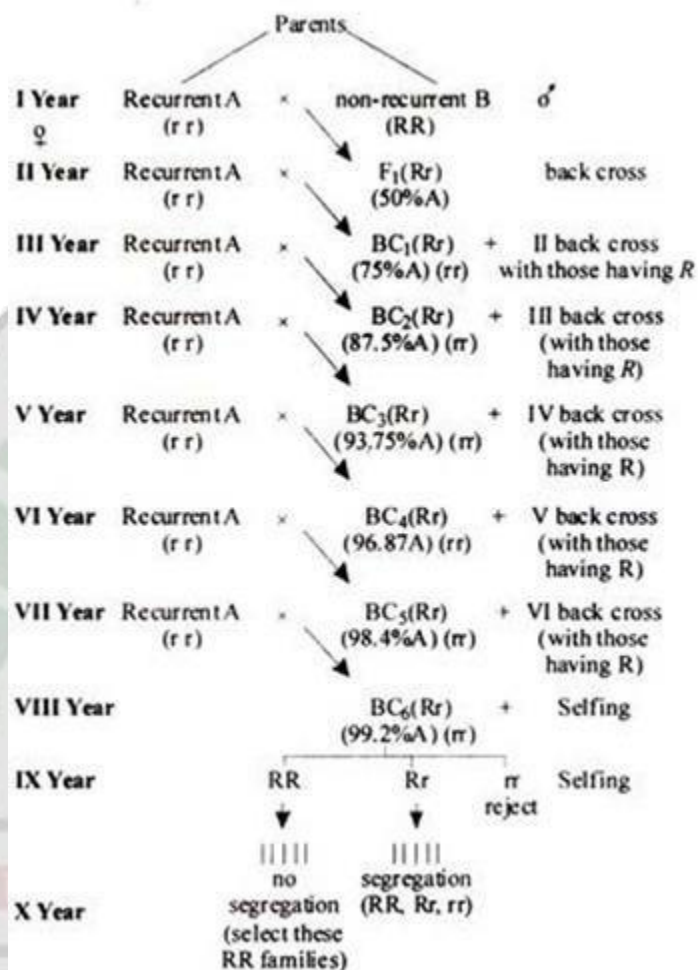 Parents
I Year Recurrent A × non-recurrent B ♂
♀ (r r) (RR)
II Year Recurrent A × F₁(Rr) back cross
(r r) (50%A)
III Year Recurrent A × BC₁(Rr) + II back cross
(r r) (75%A) (rr) with those having R
IV Year Recurrent A × BC₂(Rr) + III back cross
(r r) (87.5%A) (rr) (with those
having R)
V Year Recurrent A × BC₃(Rr) + IV back cross
(r r) (93.75%A) (rr) (with those
having R)
VI Year Recurrent A × BC₄(Rr) + V back cross
(r r) (96.87A) (rr) (with those
having R)
VII Year Recurrent A × BC₅(Rr) + VI back cross
(r r) (98.4%A) (rr) (with those
having R)
VIII Year BC₆(Rr) + Selfing
(99.2%A) (rr)
IX Year RR Rr rr Selfing
reject
no segregation
X Year segregation (RR, Rr, rr)
(select these
RR families)